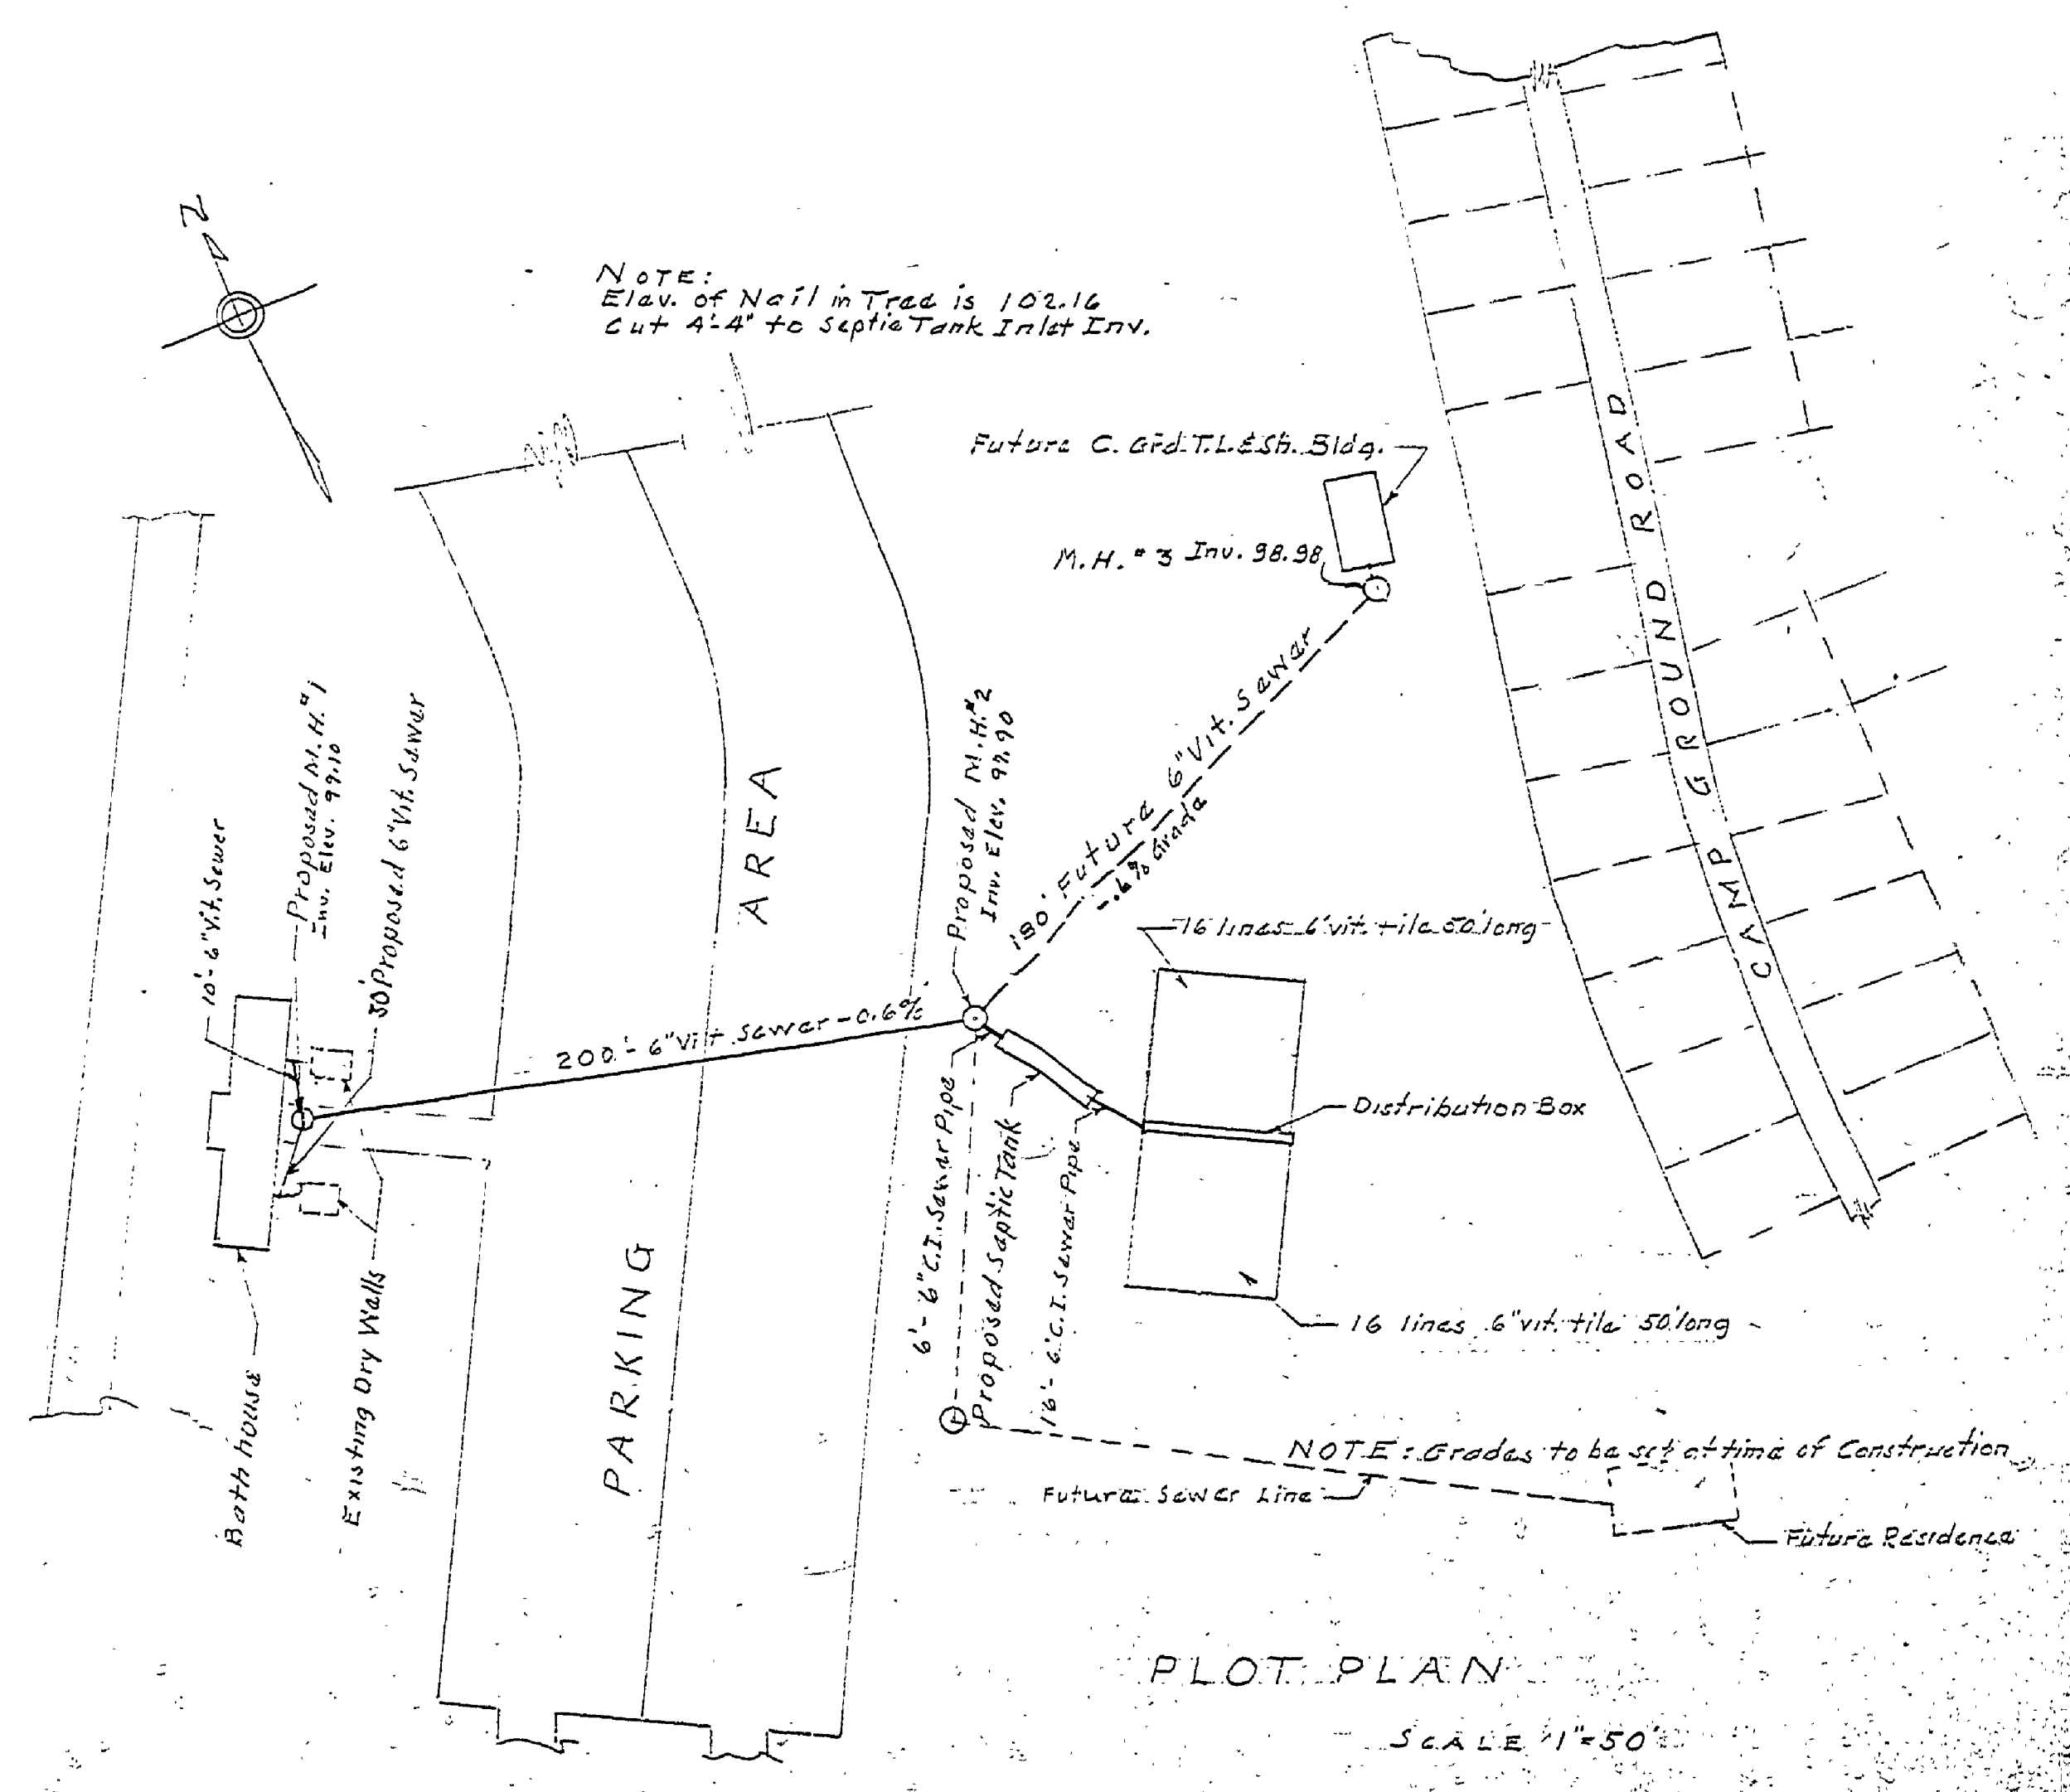 N
NOTE:
Elev. of Nail in Tree is 102.16
Cut 4'-4" to Septic Tank Inlet Inv.
Future C. Grd. T.L. & Sh. Bldg.
M.H. #3 Inv. 98.98
CAMP GROUND ROAD
180' Future 6" Vit. Sewer
-.6% Grade
Proposed M.H. #2
Inv. Elev. 97.90
Proposed M.H. #1
Inv. Elev. 99.10
10'-6" Vit. Sewer
30' Proposed 6" Vit. Sewer
PARKING AREA
200'-6" Vit. Sewer-0.6%
16 lines 6" vit. tile 50' long
Distribution Box
16 lines 6" vit. tile 50' long
6'-6" C.I. Sewer Pipe
Proposed Septic Tank
16'-6" C.I. Sewer Pipe
Bath house
Existing Dry Walls
NOTE: Grades to be set at time of Construction
Future Sewer Line
Future Residence
PLOT PLAN
SCALE 1"=50'